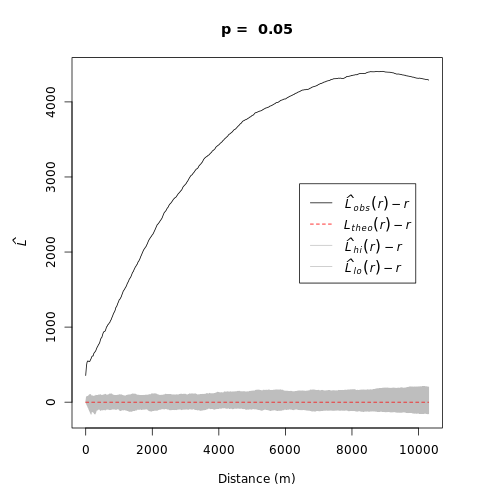 p = 0.05
L̂
4000
3000
2000
1000
0
L̂obs(r) − r
Ltheo(r) − r
L̂hi(r) − r
L̂lo(r) − r
0 2000 4000 6000 8000 10000
Distance (m)